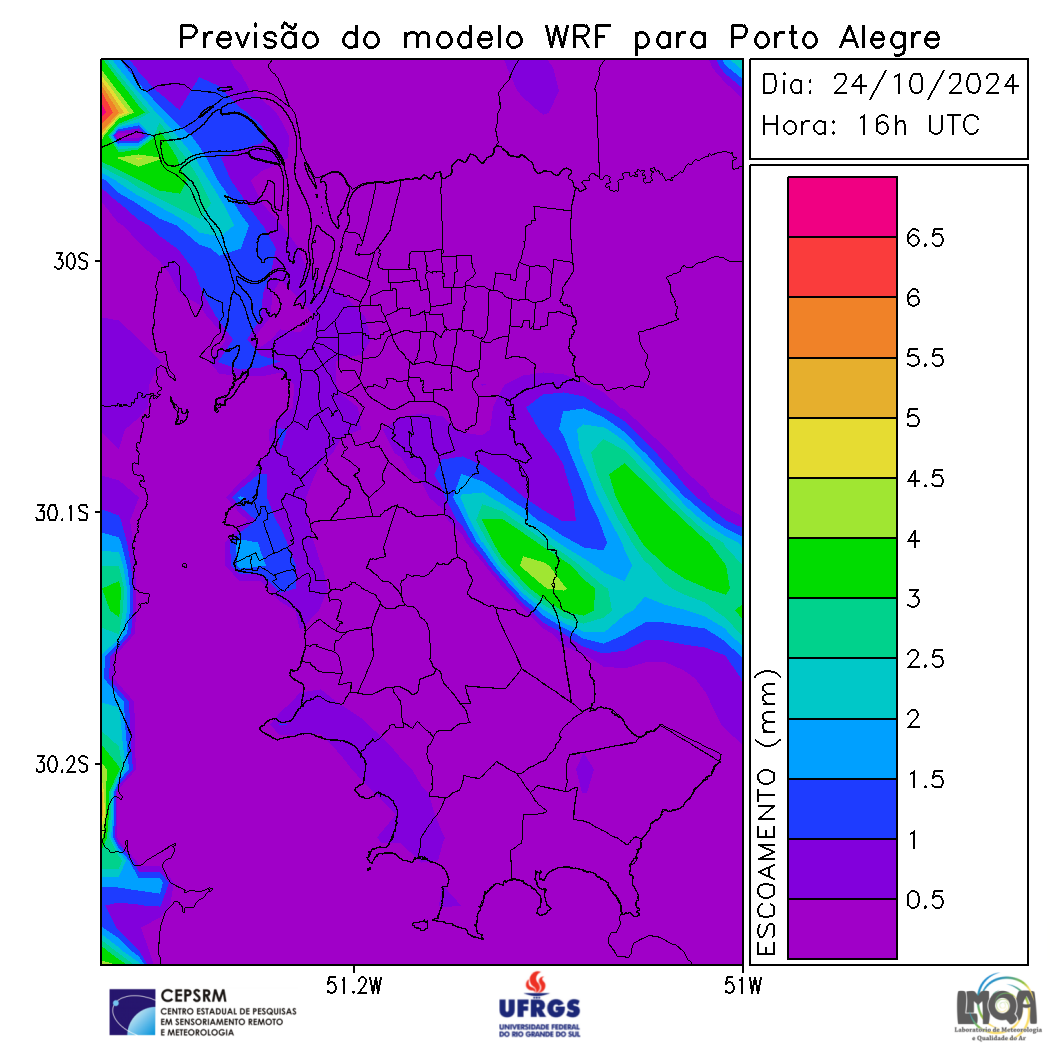 Previsão do modelo WRF para Porto Alegre
Dia: 24/10/2024
Hora: 16h UTC
30S
30.1S
30.2S
51.2W
51W
ESCOAMENTO (mm)
6.5
6
5.5
5
4.5
4
3
2.5
2
1.5
1
0.5
CEPSRM
CENTRO ESTADUAL DE PESQUISAS
EM SENSORIAMENTO REMOTO
E METEOROLOGIA
UFRGS
UNIVERSIDADE FEDERAL
DO RIO GRANDE DO SUL
LMQA
Laboratório de Meteorologia
e Qualidade do Ar